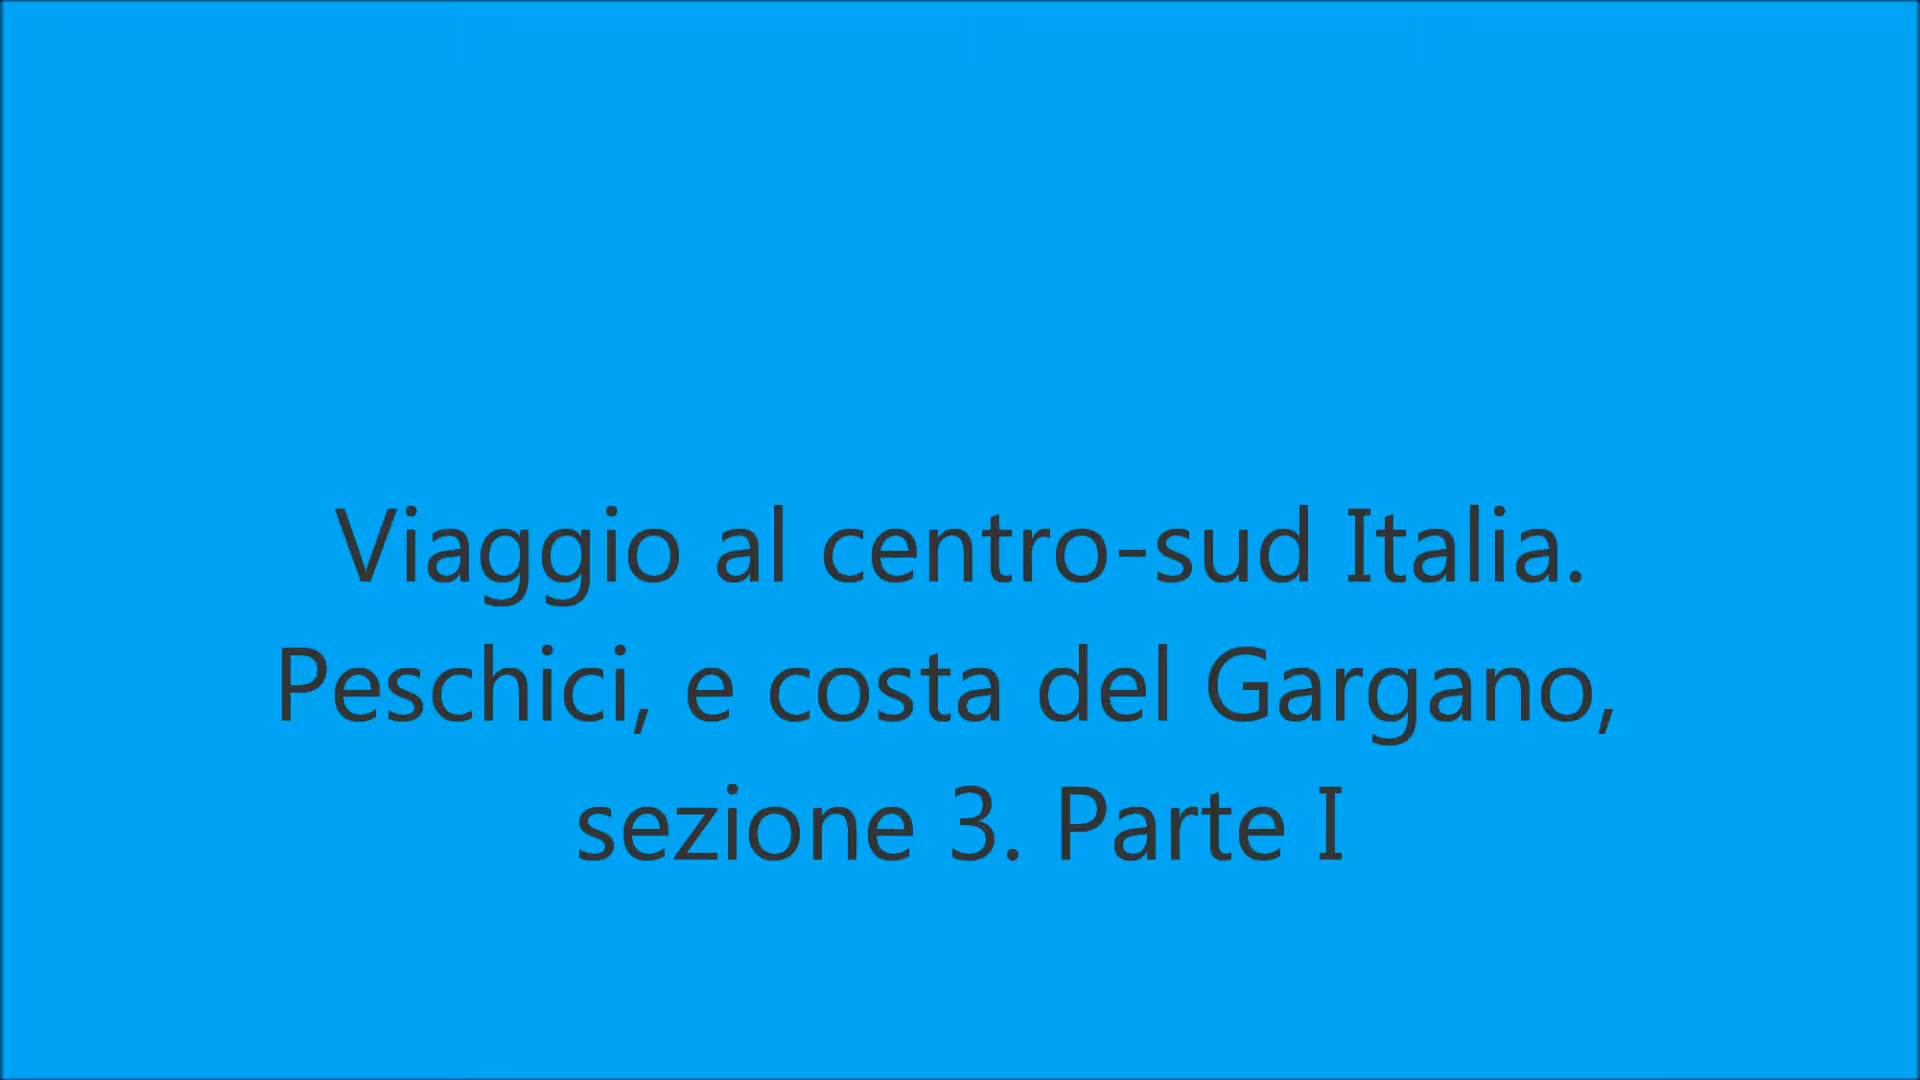 Viaggio al centro-sud Italia.
Peschici, e costa del Gargano,
sezione 3. Parte I